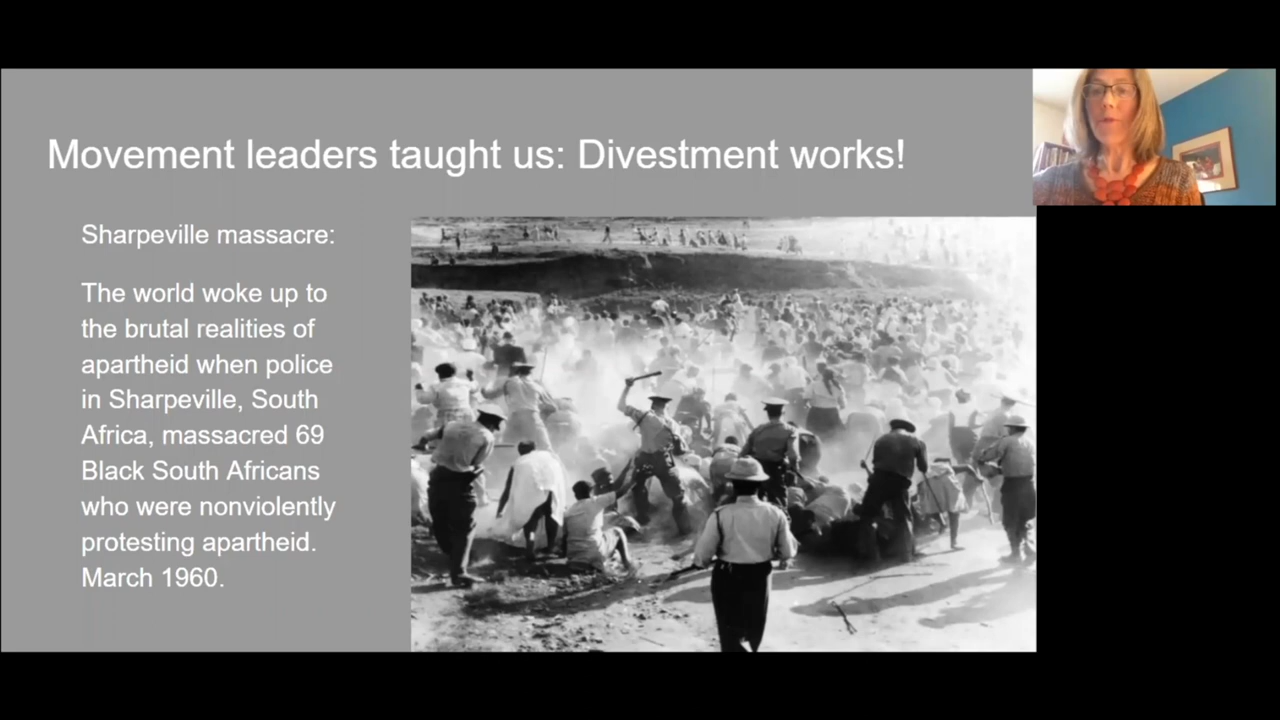 Movement leaders taught us: Divestment works!
Sharpeville massacre:
The world woke up to
the brutal realities of
apartheid when police
in Sharpeville, South
Africa, massacred 69
Black South Africans
who were nonviolently
protesting apartheid.
March 1960.